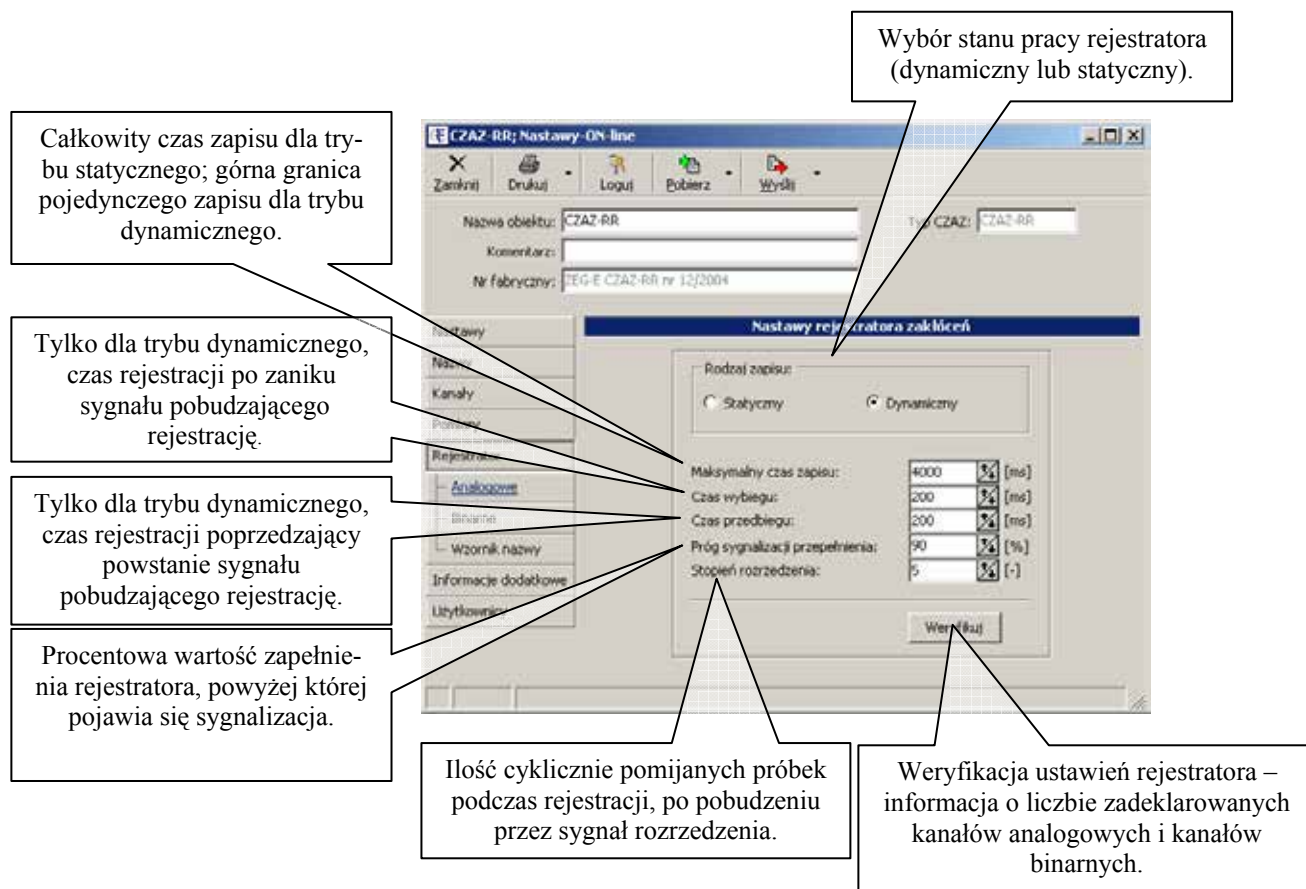 Wybór stanu pracy rejestratora
(dynamiczny lub statyczny).
Całkowity czas zapisu dla try-
bu statycznego; górna granica
pojedynczego zapisu dla trybu
dynamicznego.
Tylko dla trybu dynamicznego,
czas rejestracji po zaniku
sygnału pobudzającego
rejestrację.
Tylko dla trybu dynamicznego,
czas rejestracji poprzedzający
powstanie sygnału
pobudzającego rejestrację.
Procentowa wartość zapełnie-
nia rejestratora, powyżej której
pojawia się sygnalizacja.
CZAZ-RR; Nastawy-ON-line
Zamknij Drukuj Loguj Pobierz Wyślij
Nazwa obiektu: CZAZ-RR Typ CZAZ: CZAZ-RR
Komentarz:
Nr fabryczny: ZEG-E CZAZ-RR nr 12/2004
Nastawy
Nazwy
Kanały
Pomiary
Rejestrator
Analogowe
Binarne
Wzornik nazwy
Informacje dodatkowe
Użytkownicy
Nastawy rejestratora zakłóceń
Rodzaj zapisu:
Statyczny Dynamiczny
Maksymalny czas zapisu: 4000 [ms]
Czas wybiegu: 200 [ms]
Czas przedbiegu: 200 [ms]
Próg sygnalizacji przepełnienia: 90 [%]
Stopień rozrzedzenia: 5 [-]
Weryfikuj
Ilość cyklicznie pomijanych próbek
podczas rejestracji, po pobudzeniu
przez sygnał rozrzedzenia.
Weryfikacja ustawień rejestratora –
informacja o liczbie zadeklarowanych
kanałów analogowych i kanałów
binarnych.